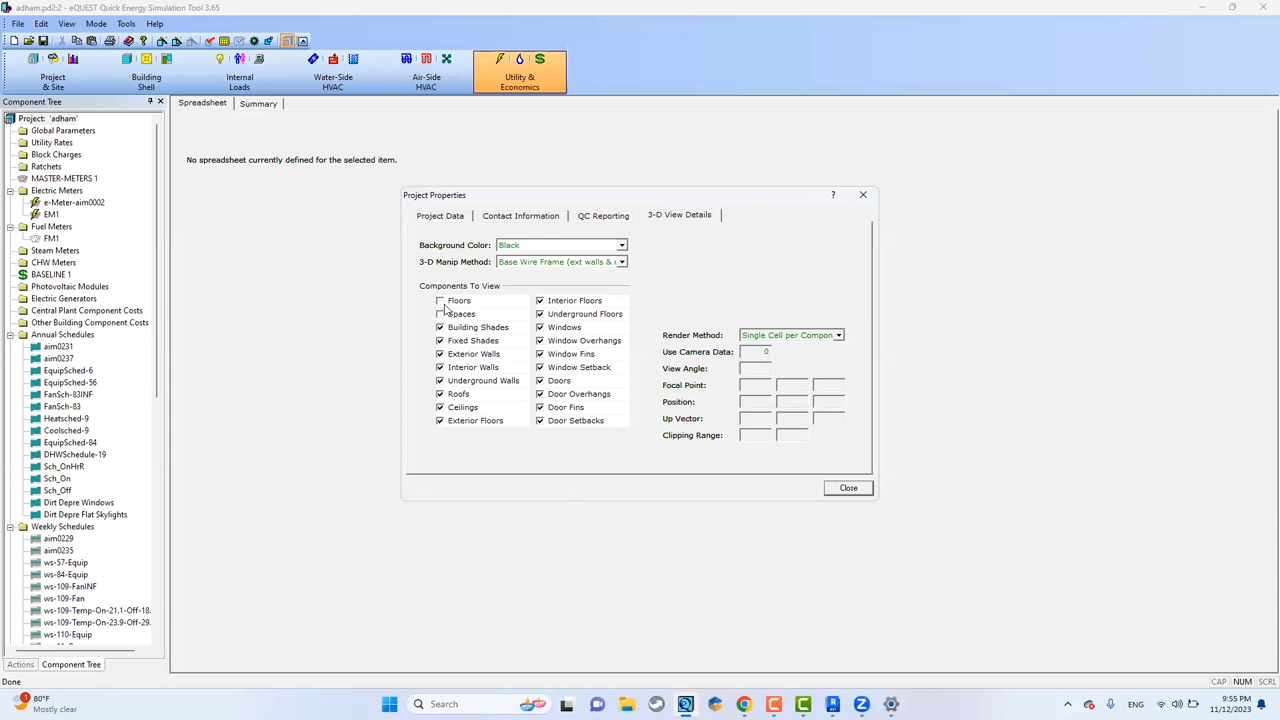 adham.pd2:2 - eQUEST Quick Energy Simulation Tool 3.65
File Edit View Mode Tools Help
Project & Site
Building Shell
Internal Loads
Water-Side HVAC
Air-Side HVAC
Utility & Economics
Component Tree
Project: 'adham'
Global Parameters
Utility Rates
Block Charges
Ratchets
MASTER-METERS 1
Electric Meters
e-Meter-aim0002
EM1
Fuel Meters
FM1
Steam Meters
CHW Meters
BASELINE 1
Photovoltaic Modules
Electric Generators
Central Plant Component Costs
Other Building Component Costs
Annual Schedules
aim0231
aim0237
EquipSched-6
EquipSched-56
FanSch-83INF
FanSch-83
Heatsched-9
Coolsched-9
EquipSched-84
DHWSchedule-19
Sch_OnHrR
Sch_On
Sch_Off
Dirt Depre Windows
Dirt Depre Flat Skylights
Weekly Schedules
aim0229
aim0235
ws-57-Equip
ws-84-Equip
ws-109-FanINF
ws-109-Fan
ws-109-Temp-On-21.1-Off-18.
ws-109-Temp-On-23.9-Off-29.
ws-110-Equip
Actions Component Tree
Spreadsheet Summary
No spreadsheet currently defined for the selected item.
Project Properties ?
Project Data Contact Information QC Reporting 3-D View Details
Background Color: Black
3-D Manip Method: Base Wire Frame (ext walls &
Components To View
Floors
Spaces
Building Shades
Fixed Shades
Exterior Walls
Interior Walls
Underground Walls
Roofs
Ceilings
Exterior Floors
Interior Floors
Underground Floors
Windows
Window Overhangs
Window Fins
Window Setback
Doors
Door Overhangs
Door Fins
Door Setbacks
Render Method: Single Cell per Compon
Use Camera Data: 0
View Angle:
Focal Point:
Position:
Up Vector:
Clipping Range:
Close
Done CAP NUM SCRL
1
80°F
Mostly clear
Search
ENG
9:55 PM
11/12/2023